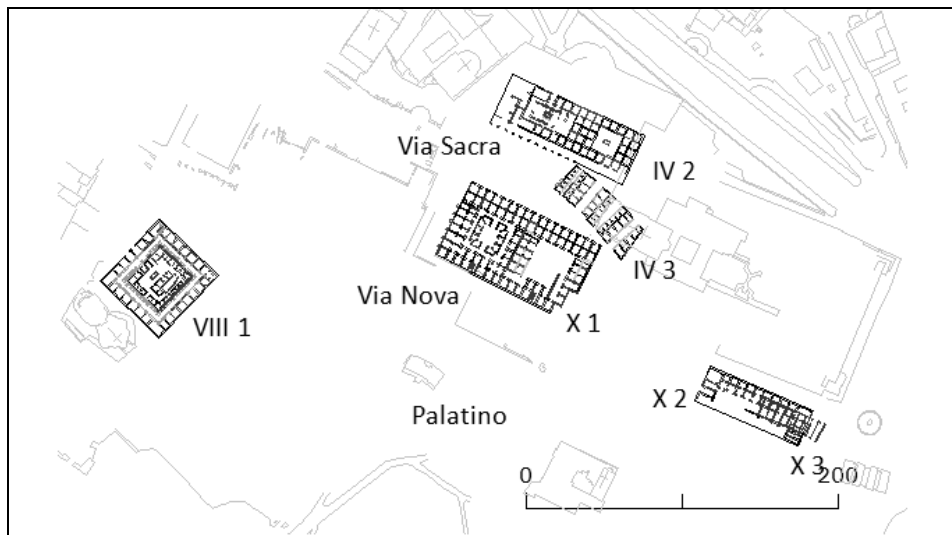 Via Sacra
IV 2
IV 3
Via Nova
X 1
VIII 1
X 2
Palatino
X 3
0
200